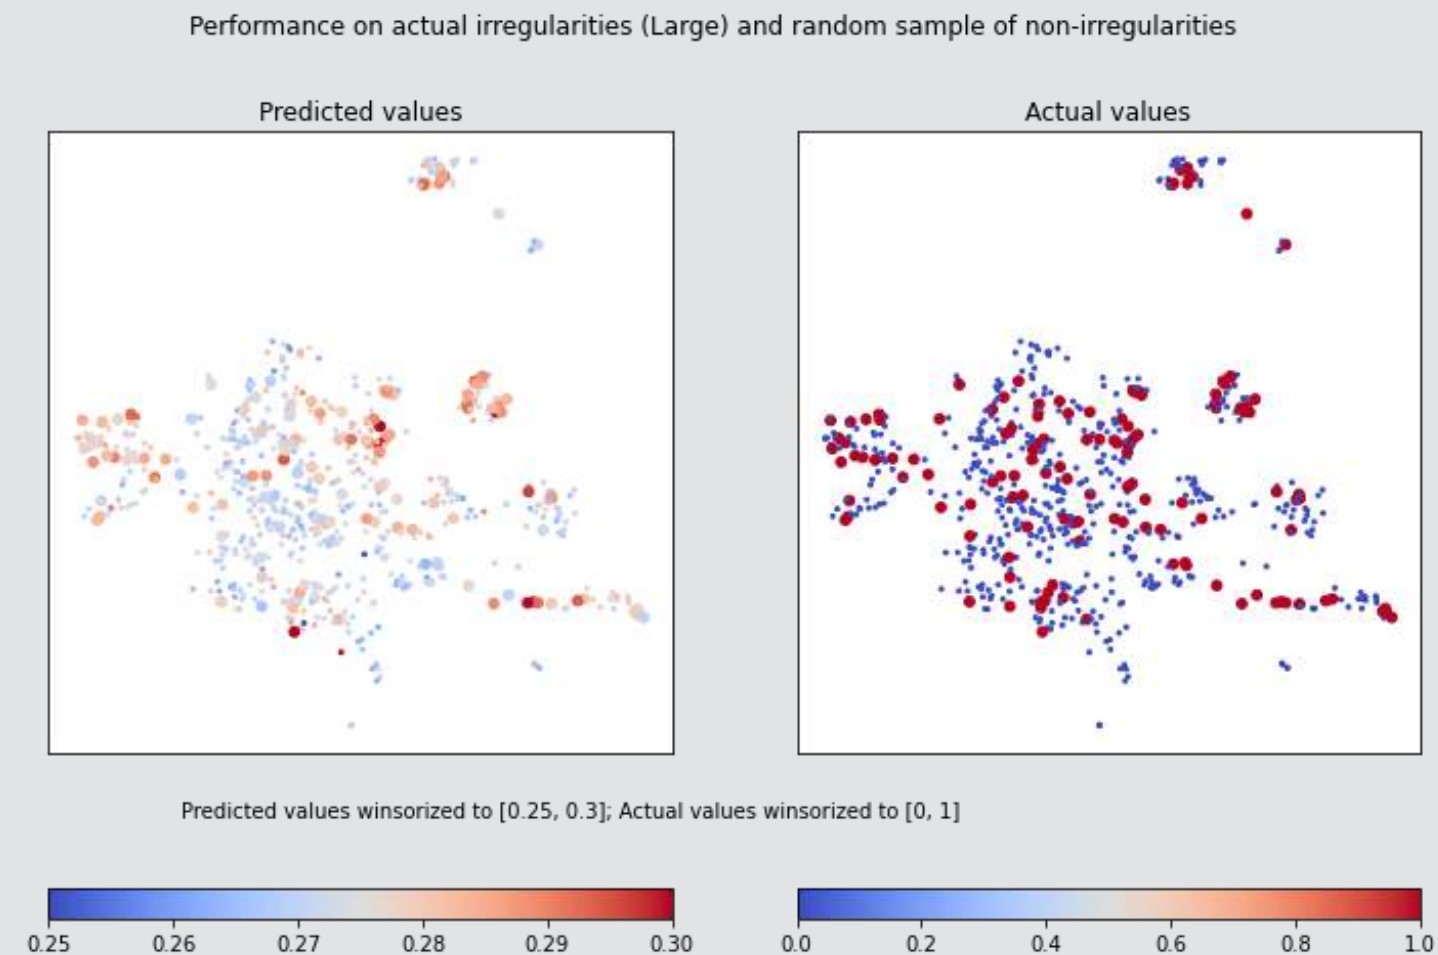 Performance on actual irregularities (Large) and random sample of non-irregularities
Predicted values
Actual values
Predicted values winsorized to [0.25, 0.3]; Actual values winsorized to [0, 1]
0.25 0.26 0.27 0.28 0.29 0.30
0.0 0.2 0.4 0.6 0.8 1.0